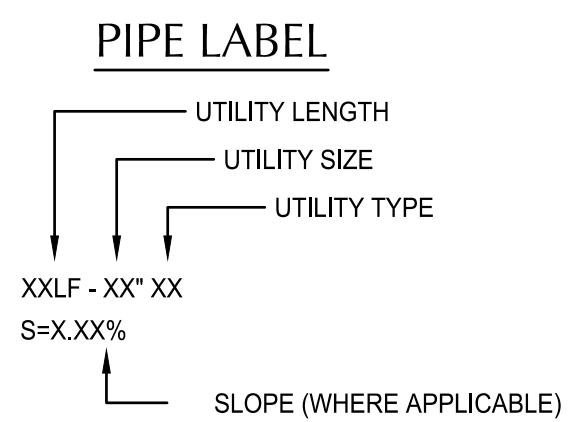 PIPE LABEL
UTILITY LENGTH
UTILITY SIZE
UTILITY TYPE
XXLF - XX" XX
S=X.XX%
SLOPE (WHERE APPLICABLE)